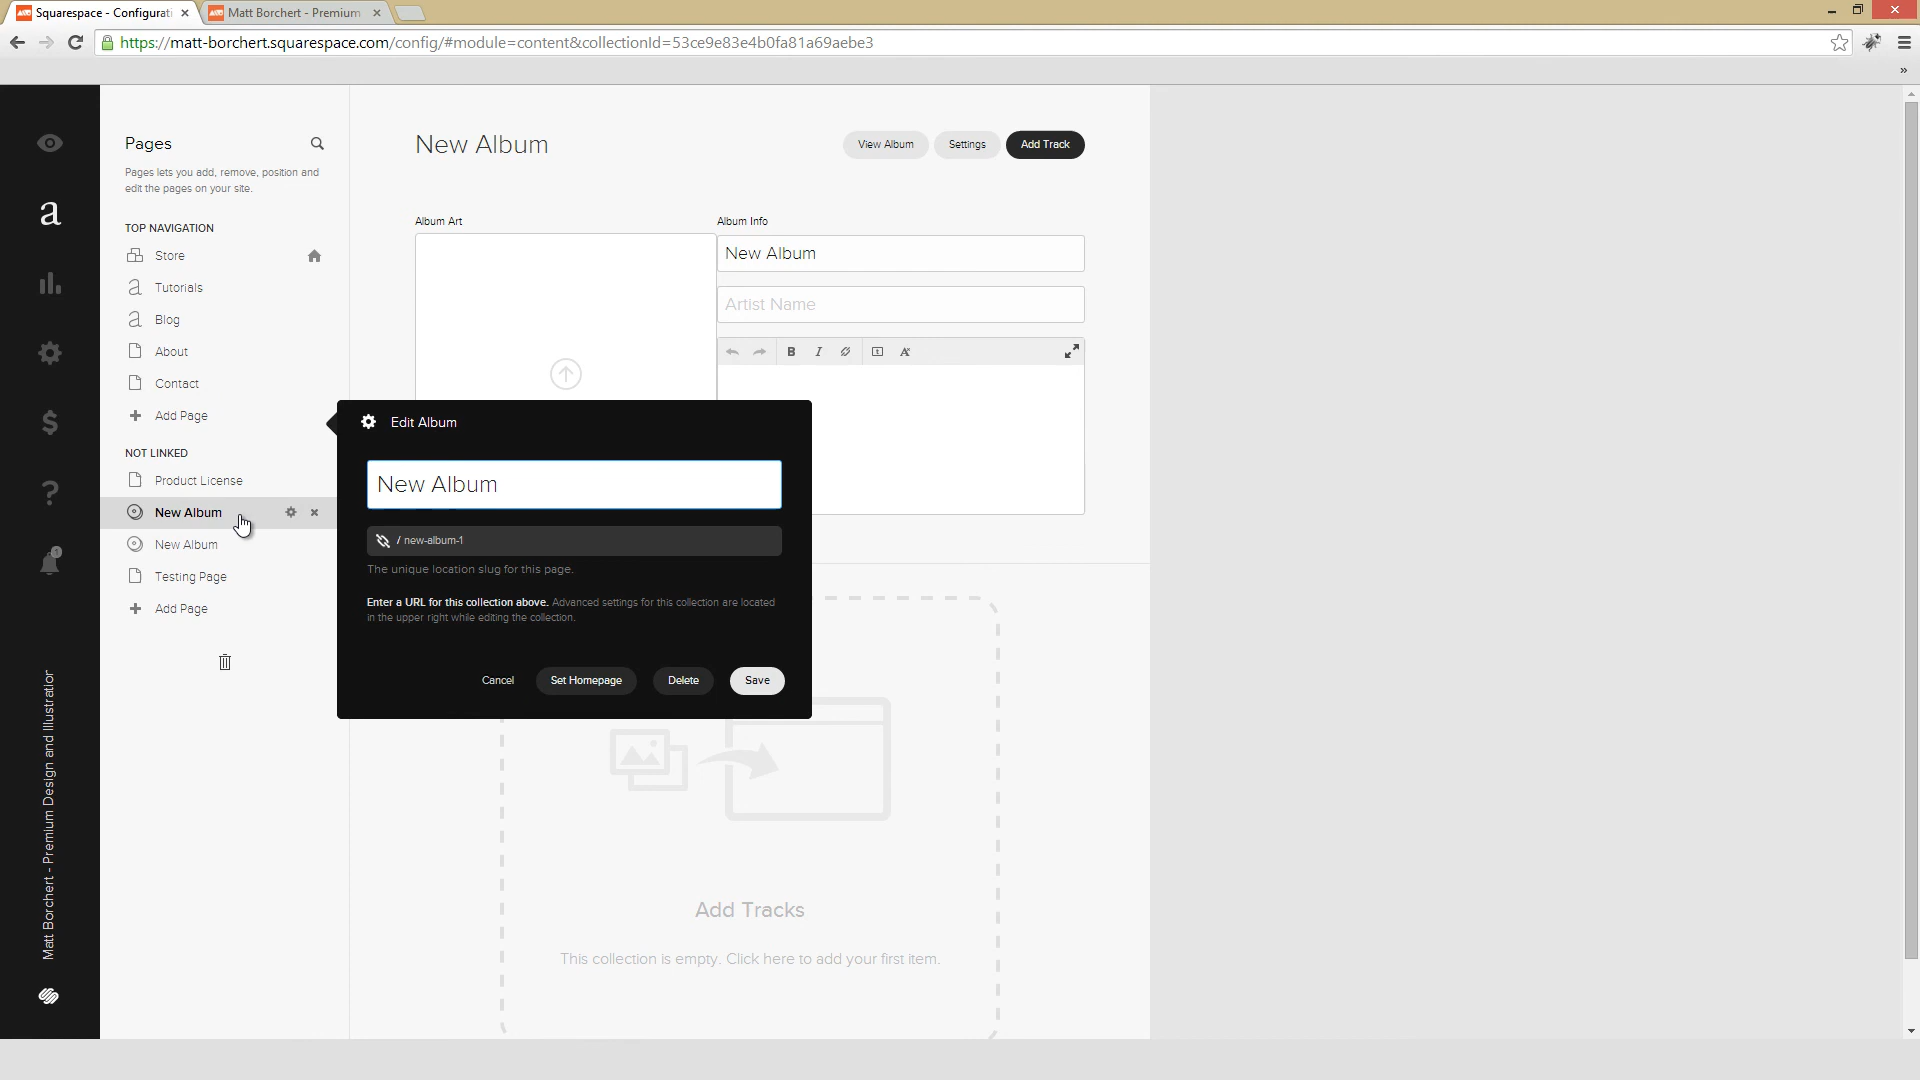 Squarespace - Configurati
Matt Borchert - Premium
https://matt-borchert.squarespace.com/config/#module=content&collectionId=53ce9e83e4b0fa81a69aebe3
»
Pages
Pages lets you add, remove, position and
edit the pages on your site.
TOP NAVIGATION
Store
Tutorials
Blog
About
Contact
Add Page
NOT LINKED
Product License
New Album
New Album
Testing Page
Add Page
a
$
?
1
Matt Borchert - Premium Design and Illustration
New Album
View Album
Settings
Add Track
Album Art
Album Info
New Album
Artist Name
B
I
Edit Album
New Album
/ new-album-1
The unique location slug for this page.
Enter a URL for this collection above. Advanced settings for this collection are located
in the upper right while editing the collection.
Cancel
Set Homepage
Delete
Save
Add Tracks
This collection is empty. Click here to add your first item.